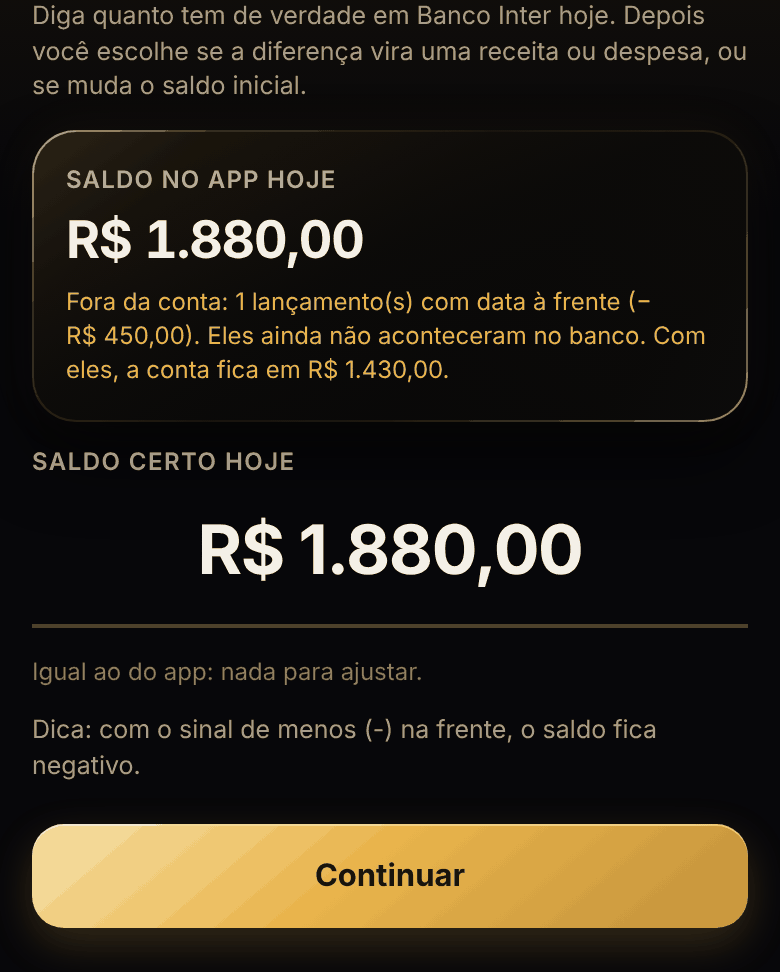 Diga quanto tem de verdade em Banco Inter hoje. Depois
você escolhe se a diferença vira uma receita ou despesa, ou
se muda o saldo inicial.
SALDO NO APP HOJE
R$ 1.880,00
Fora da conta: 1 lançamento(s) com data à frente (−
R$ 450,00). Eles ainda não aconteceram no banco. Com
eles, a conta fica em R$ 1.430,00.
SALDO CERTO HOJE
R$ 1.880,00
Igual ao do app: nada para ajustar.
Dica: com o sinal de menos (-) na frente, o saldo fica
negativo.
Continuar